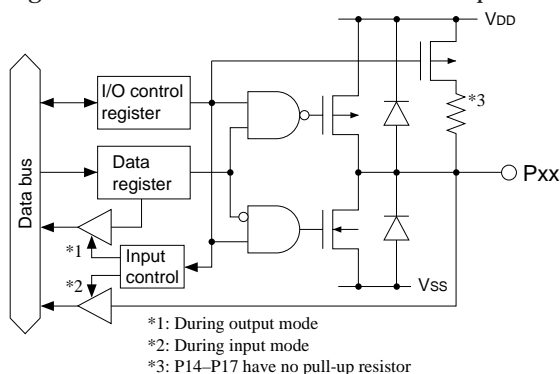 VDD
I/O control
register
*3
Data bus
Data
register
Pxx
*1
Input
control
*2
VSS
*1: During output mode
*2: During input mode
*3: P14–P17 have no pull-up resistor